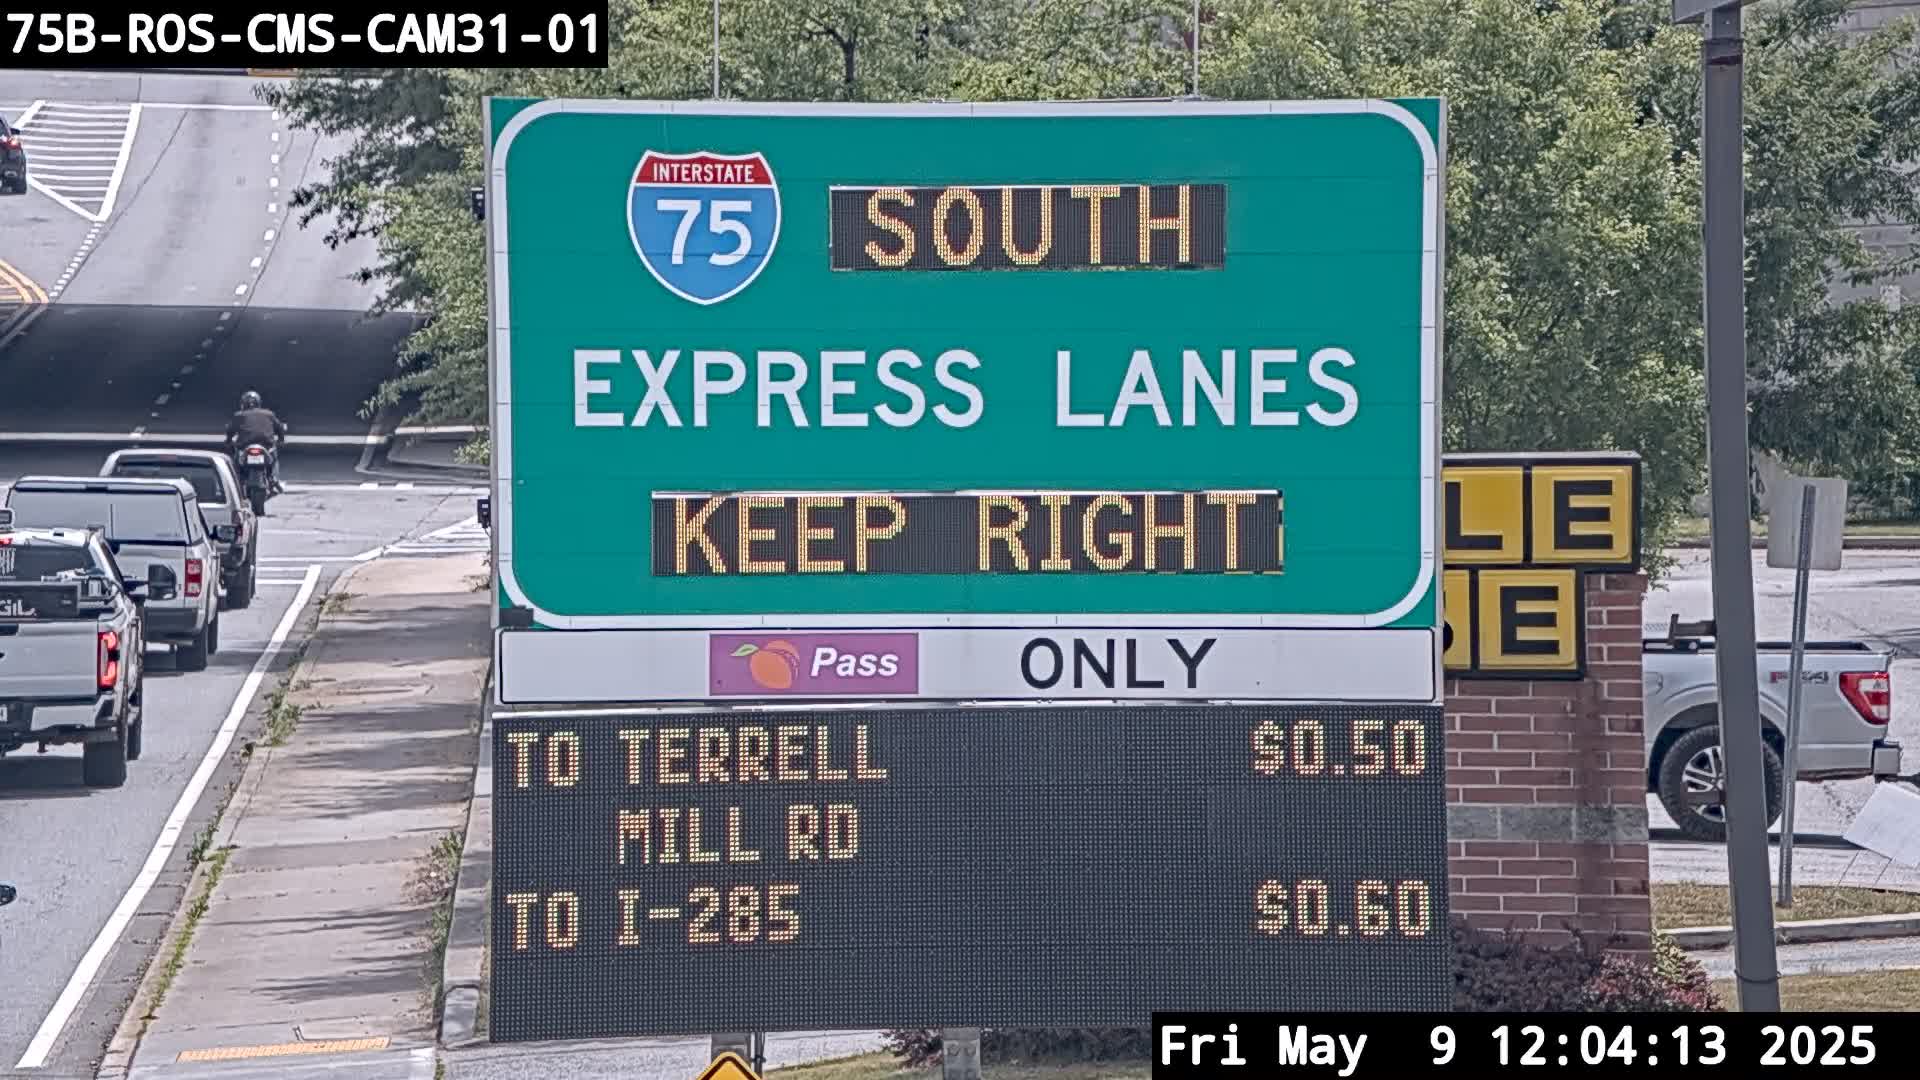 75B-ROS-CMS-CAM31-01
INTERSTATE
75
SOUTH
EXPRESS LANES
KEEP RIGHT
Pass ONLY
TO TERRELL $0.50
MILL RD
TO I-285 $0.60
LE
E
Fri May 9 12:04:13 2025